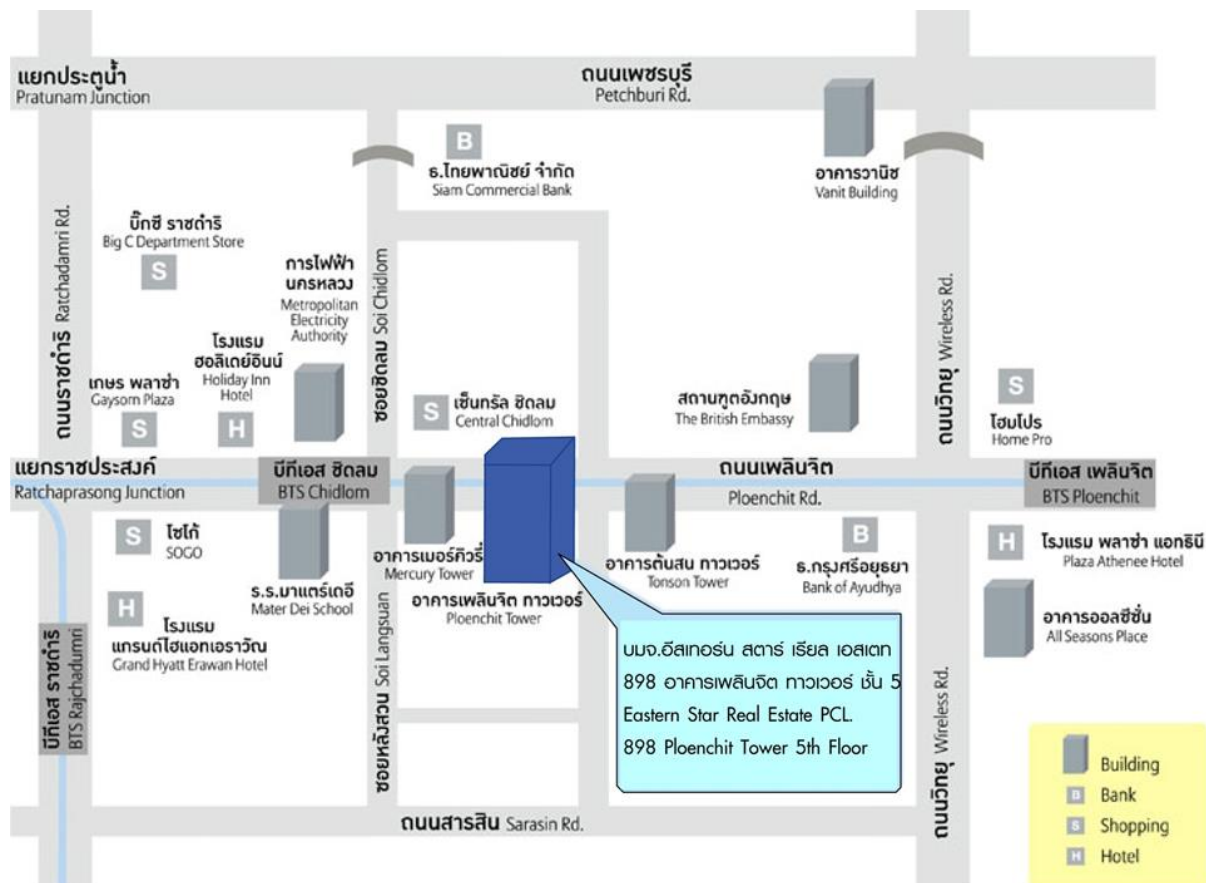 แยกประตูน้ำ
Pratunam Junction
ถนนเพชรบุรี
Petchburi Rd.
B
ธ.ไทยพาณิชย์ จำกัด
Siam Commercial Bank
อาคารวานิช
Vanit Building
ถนนราชดำริ Ratchadamri Rd.
บิ๊กซี ราชดำริ
Big C Department Store
S
การไฟฟ้า
นครหลวง
Metropolitan
Electricity
Authority
ซอยชิดลม Soi Chidlom
ถนนวิทยุ Wireless Rd.
โรงแรม
ฮอลิเดย์อินน์
Holiday Inn
Hotel
H
เกษร พลาซ่า
Gaysorn Plaza
S
S
เซ็นทรัล ชิดลม
Central Chidlom
สถานฑูตอังกฤษ
The British Embassy
S
โฮมโปร
Home Pro
แยกราชประสงค์
Ratchaprasong Junction
บีทีเอส ชิดลม
BTS Chidlom
ถนนเพลินจิต
Ploenchit Rd.
บีทีเอส เพลินจิต
BTS Ploenchit
S
โซโก้
SOGO
ร.ร.มาแตร์เดอี
Mater Dei School
อาคารเมอร์คิวรี่
Mercury Tower
อาคารเพลินจิต ทาวเวอร์
Ploenchit Tower
อาคารต้นสน ทาวเวอร์
Tonson Tower
B
ธ.กรุงศรีอยุธยา
Bank of Ayudhya
H
โรงแรม พลาซ่า แอทธินี
Plaza Athenee Hotel
H
โรงแรม
แกรนด์ไฮแอทเอราวัณ
Grand Hyatt Erawan Hotel
อาคารออลซีซั่น
All Seasons Place
บีทีเอส ราชดำริ
BTS Rajchadumri
ซอยหลังสวน Soi Langsuan
บมจ.อีสเทอร์น สตาร์ เรียล เอสเตท
898 อาคารเพลินจิต ทาวเวอร์ ชั้น 5
Eastern Star Real Estate PCL.
898 Ploenchit Tower 5th Floor
ถนนวิทยุ Wireless Rd.
ถนนสารสิน Sarasin Rd.
Building
B Bank
S Shopping
H Hotel